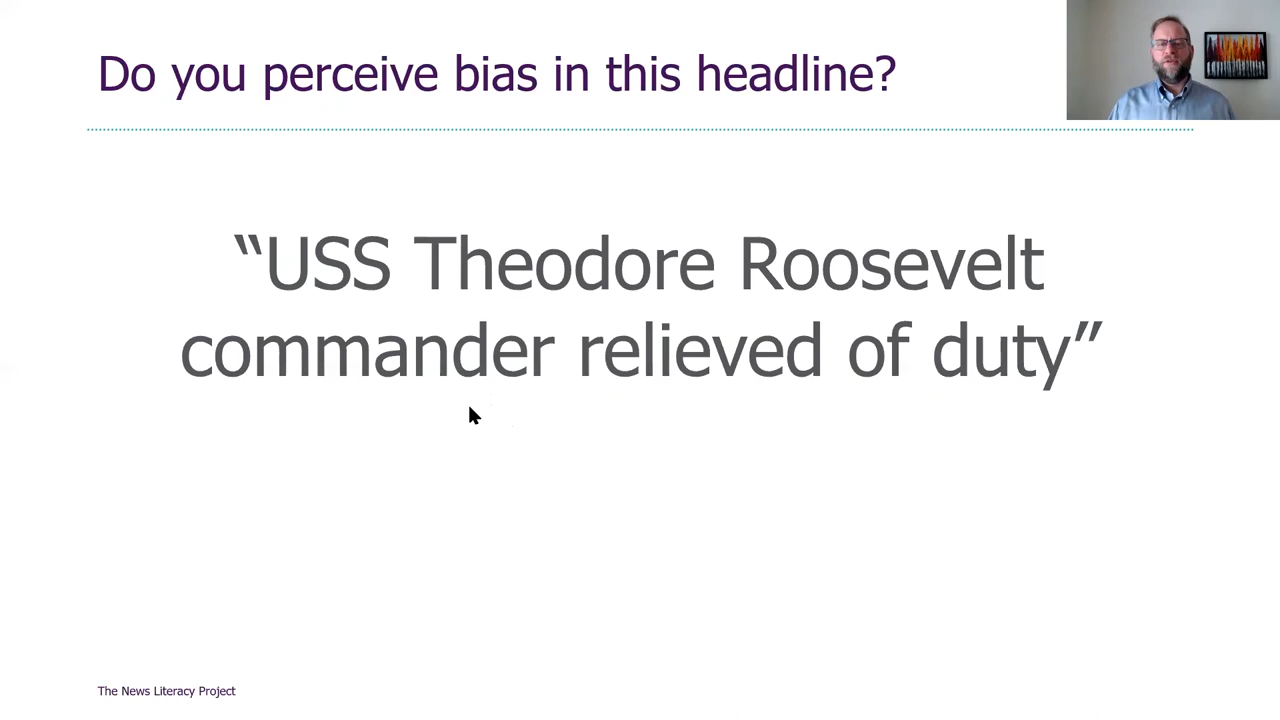 Do you perceive bias in this headline?
“USS Theodore Roosevelt
commander relieved of duty”
The News Literacy Project